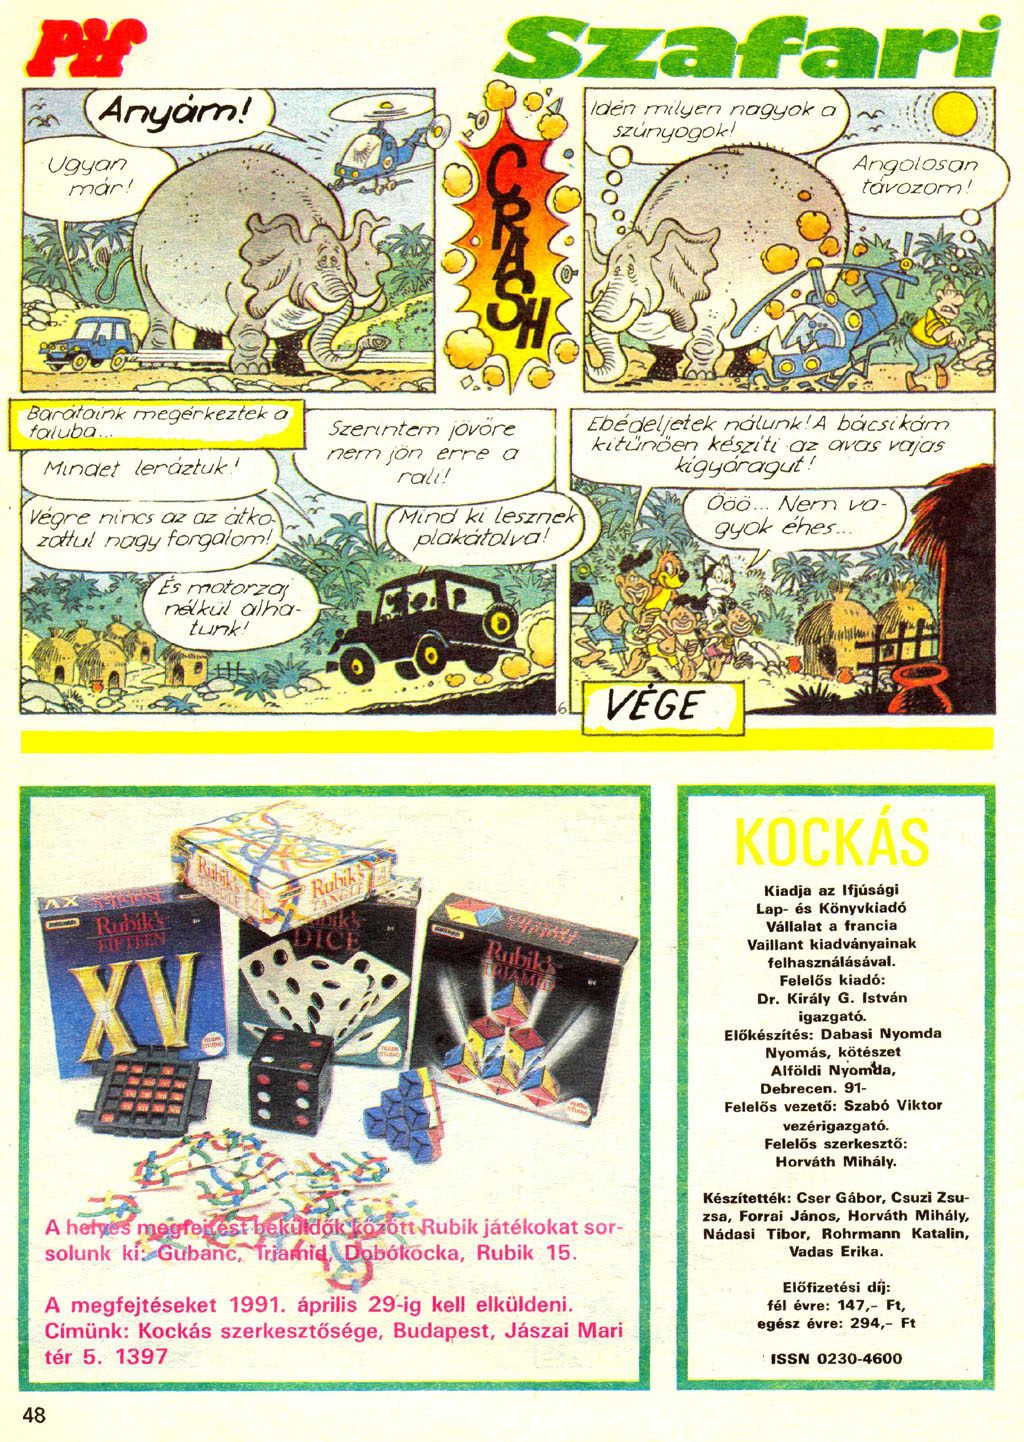 Pif
Szafari
Anyám!
Ugyan
már!
CRASH
Idén milyen nagyok a
szúnyogok!
Angolosan
távozom!
Barátaink megérkeztek a
faluba...
Mindet leráztuk!
Végre nincs az az átko-
zottul nagy forgalom!
És motorzaj
nélkül alha-
tunk!
Szerintem jövőre
nem jön erre a
rali!
Mind ki lesznek
plakátolva!
Ebédeljetek nálunk! A bácsikám
kitűnően készíti az avas vajas
kígyóragut!
Ööö... Nem va-
gyok éhes...
6
VÉGE
Rubik's
TANGLE
Rubik's
TANGLE
Rubik's
FIFTEEN
XV
DICE
Rubik's
TRIAMID
A helyes megfejtést beküldők között Rubik játékokat sor-
solunk ki: Gubanc, Triamid, Dobókocka, Rubik 15.
A megfejtéseket 1991. április 29-ig kell elküldeni.
Címünk: Kockás szerkesztősége, Budapest, Jászai Mari
tér 5. 1397
KOCKÁS
Kiadja az Ifjúsági
Lap- és Könyvkiadó
Vállalat a francia
Vaillant kiadványainak
felhasználásával.
Felelős kiadó:
Dr. Király G. István
igazgató.
Előkészítés: Dabasi Nyomda
Nyomás, kötészet
Alföldi Nyomda,
Debrecen. 91-
Felelős vezető: Szabó Viktor
vezérigazgató.
Felelős szerkesztő:
Horváth Mihály.
Készítették: Cser Gábor, Csuzi Zsu-
zsa, Forrai János, Horváth Mihály,
Nádasi Tibor, Rohrmann Katalin,
Vadas Erika.
Előfizetési díj:
fél évre: 147,- Ft,
egész évre: 294,- Ft
ISSN 0230-4600
48